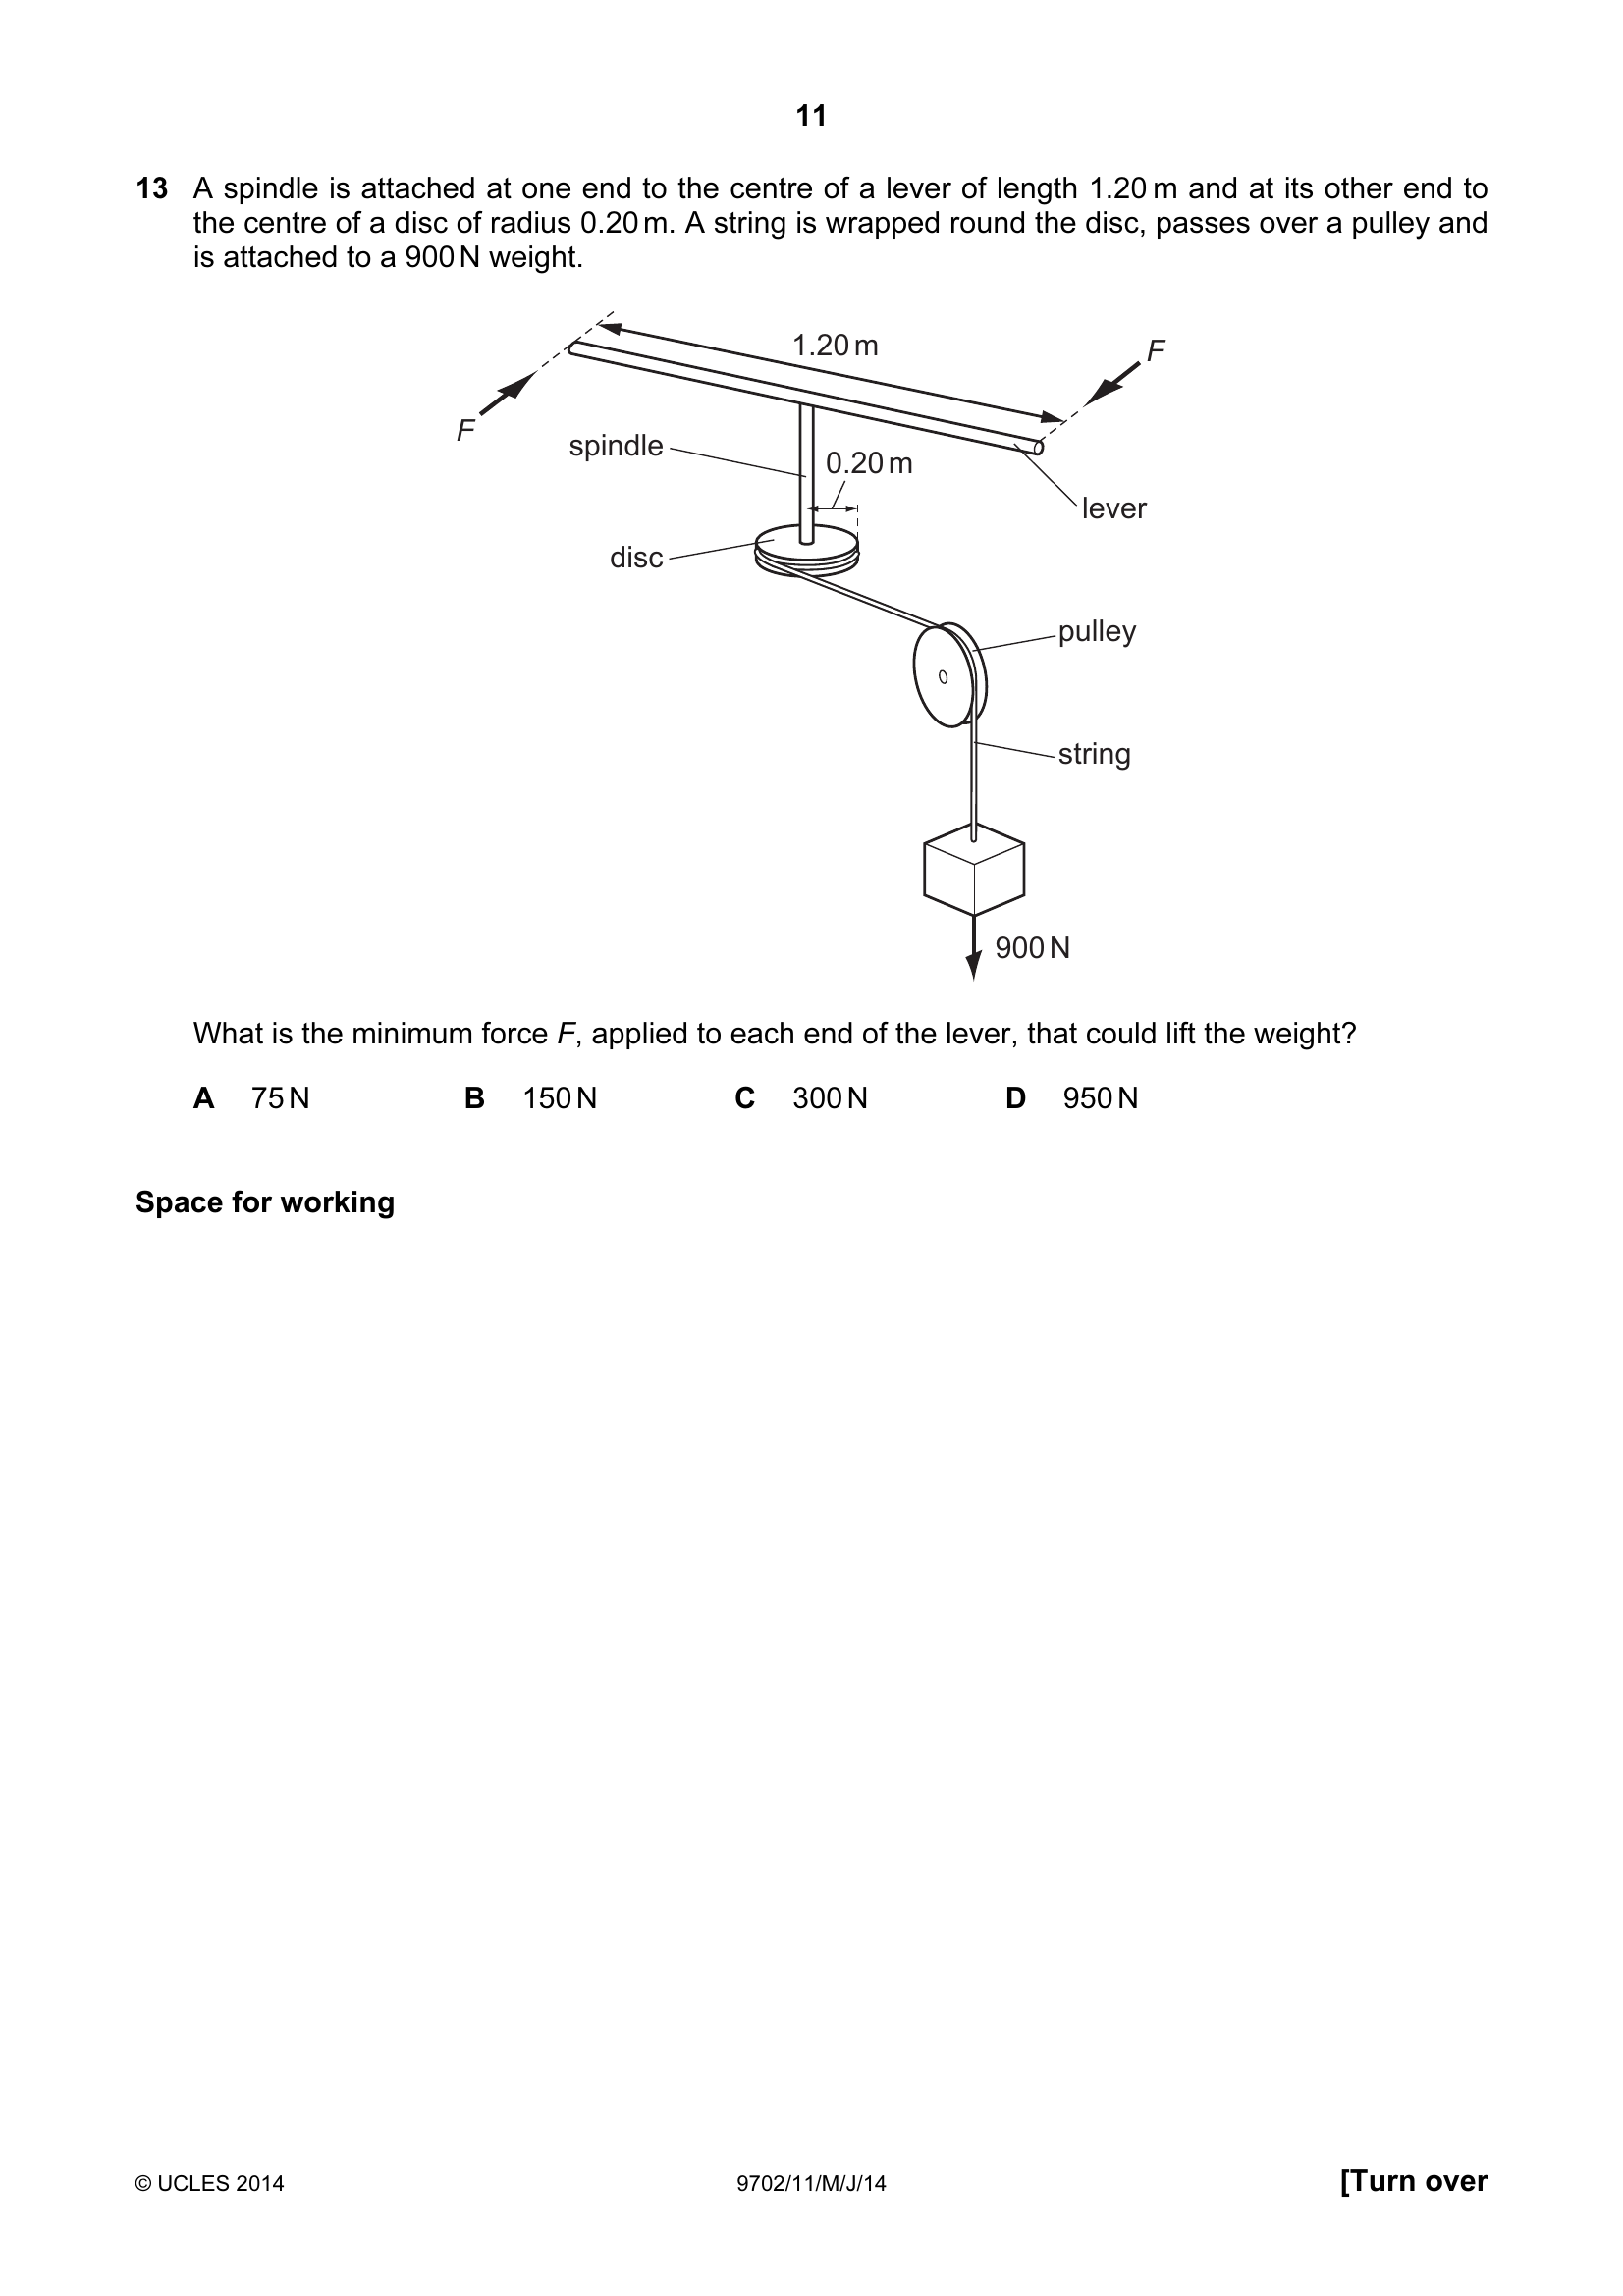 11
13 A spindle is attached at one end to the centre of a lever of length 1.20 m and at its other end to
the centre of a disc of radius 0.20 m. A string is wrapped round the disc, passes over a pulley and
is attached to a 900 N weight.
1.20 m
F
F
spindle
0.20 m
lever
disc
pulley
string
900 N
What is the minimum force F, applied to each end of the lever, that could lift the weight?
A 75 N B 150 N C 300 N D 950 N
Space for working
© UCLES 2014 9702/11/M/J/14 [Turn over